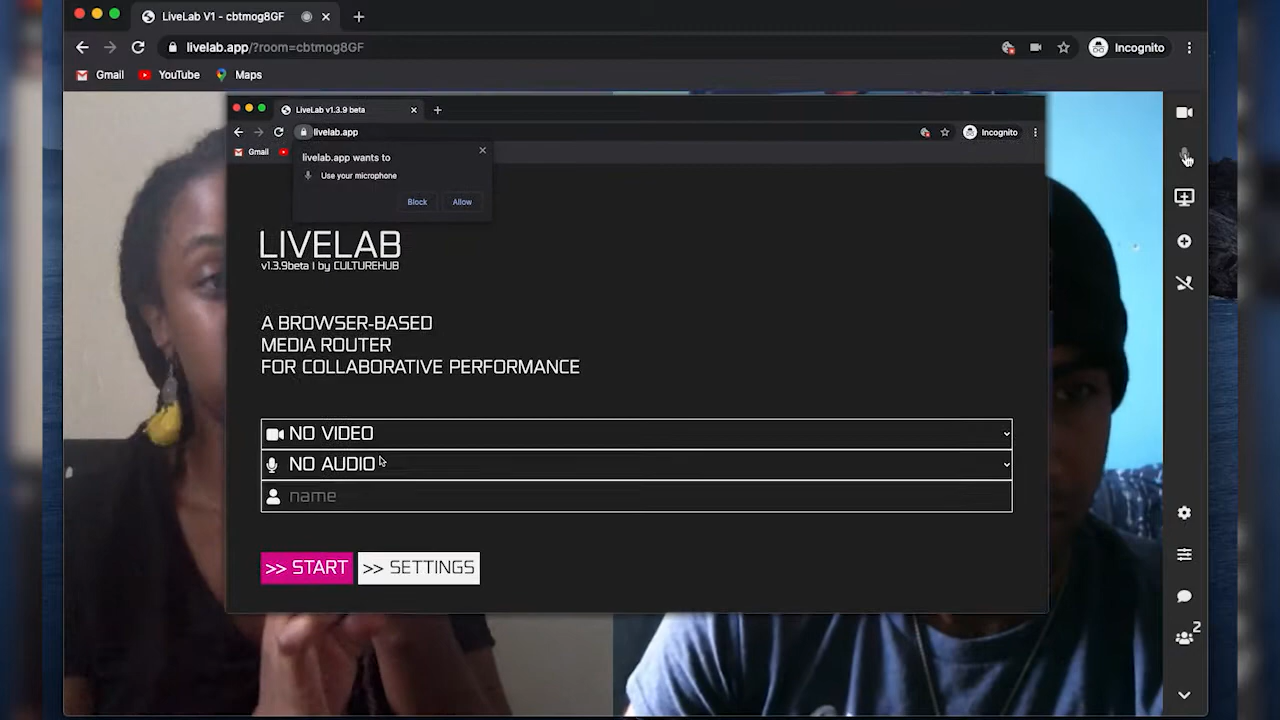 LiveLab V1 - cbtmog8GF
livelab.app/?room=cbtmog8GF
Incognito
Gmail
YouTube
Maps
LiveLab v1.3.9 beta
livelab.app
Incognito
Gmail
livelab.app wants to
Use your microphone
Block
Allow
LIVELAB
v1.3.9beta | by CULTUREHUB
A BROWSER-BASED
MEDIA ROUTER
FOR COLLABORATIVE PERFORMANCE
NO VIDEO
NO AUDIO
name
>> START
>> SETTINGS
2